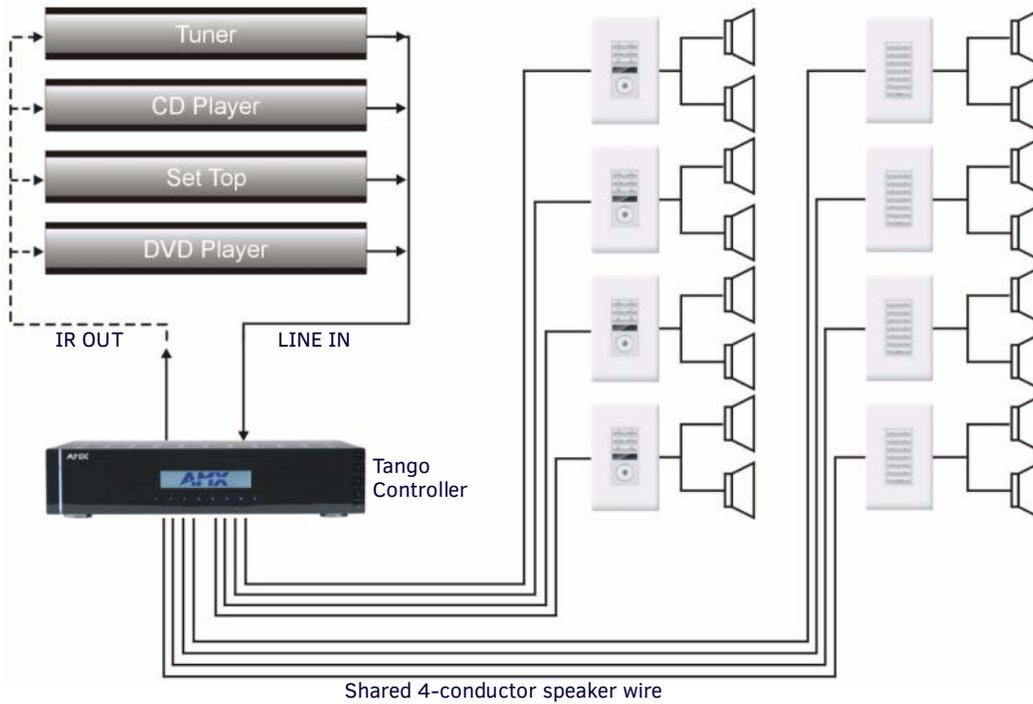 Tuner
CD Player
Set Top
DVD Player
IR OUT
LINE IN
AMX
AMX
Tango
Controller
Shared 4-conductor speaker wire